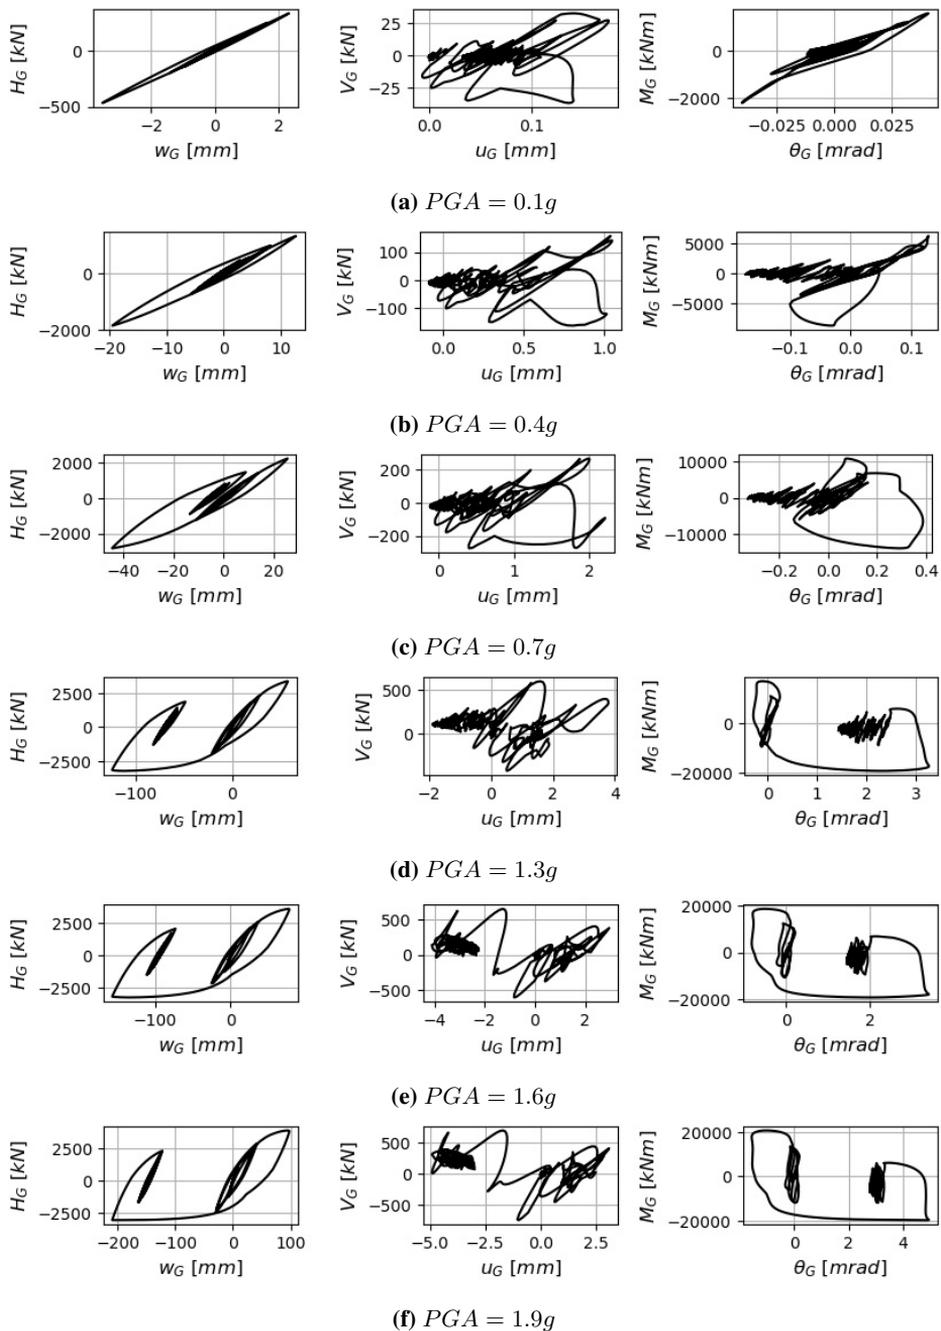 H_G [kN]
0
−500
−2
0
2
w_G [mm]
V_G [kN]
25
0
−25
0.0
0.1
u_G [mm]
M_G [kNm]
0
−2000
−0.025
0.000
0.025
θ_G [mrad]
(a) PGA = 0.1g
H_G [kN]
0
−2000
−20
−10
0
10
w_G [mm]
V_G [kN]
100
0
−100
0.0
0.5
1.0
u_G [mm]
M_G [kNm]
5000
0
−5000
−0.1
0.0
0.1
θ_G [mrad]
(b) PGA = 0.4g
H_G [kN]
2000
0
−2000
−40
−20
0
20
w_G [mm]
V_G [kN]
200
0
−200
0
1
2
u_G [mm]
M_G [kNm]
10000
0
−10000
−0.2
0.0
0.2
0.4
θ_G [mrad]
(c) PGA = 0.7g
H_G [kN]
2500
0
−2500
−100
0
w_G [mm]
V_G [kN]
500
0
−2
0
2
4
u_G [mm]
M_G [kNm]
0
−20000
0
1
2
3
θ_G [mrad]
(d) PGA = 1.3g
H_G [kN]
2500
0
−2500
−100
0
w_G [mm]
V_G [kN]
500
0
−500
−4
−2
0
2
u_G [mm]
M_G [kNm]
20000
0
−20000
0
2
θ_G [mrad]
(e) PGA = 1.6g
H_G [kN]
2500
0
−2500
−200
−100
0
100
w_G [mm]
V_G [kN]
500
0
−500
−5.0
−2.5
0.0
2.5
u_G [mm]
M_G [kNm]
20000
0
−20000
0
2
4
θ_G [mrad]
(f) PGA = 1.9g